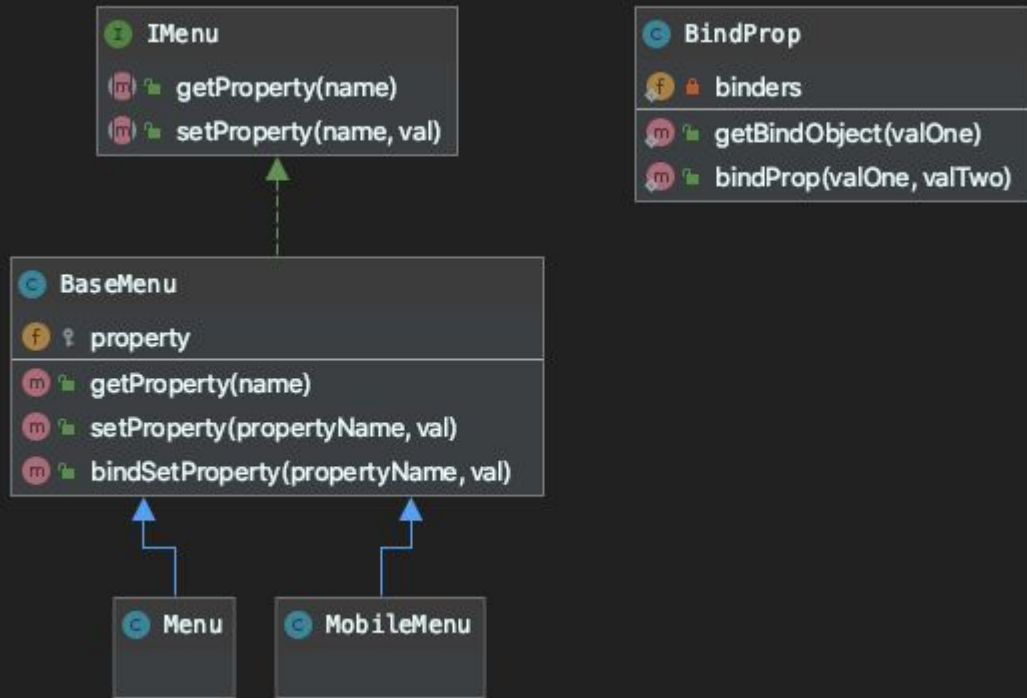 IMenu
getProperty(name)
setProperty(name, val)
BindProp
binders
getBindObject(valOne)
bindProp(valOne, valTwo)
BaseMenu
property
getProperty(name)
setProperty(propertyName, val)
bindSetProperty(propertyName, val)
Menu
MobileMenu